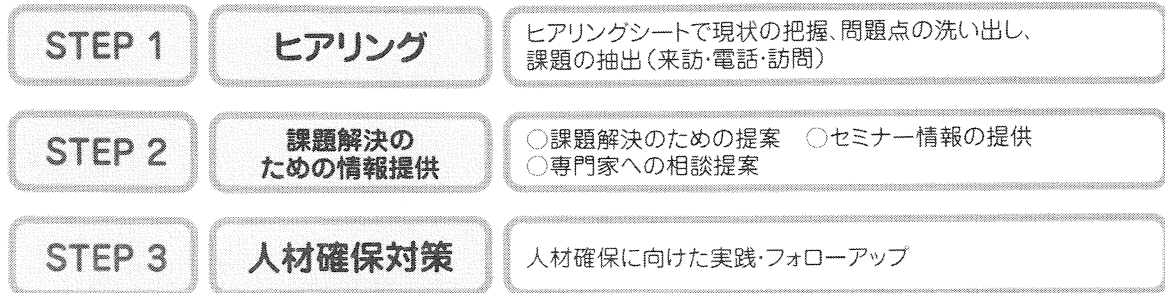 STEP 1
ヒアリング
ヒアリングシートで現状の把握、問題点の洗い出し、
課題の抽出（来訪・電話・訪問）
STEP 2
課題解決の
ための情報提供
○課題解決のための提案　○セミナー情報の提供
○専門家への相談提案
STEP 3
人材確保対策
人材確保に向けた実践・フォローアップ